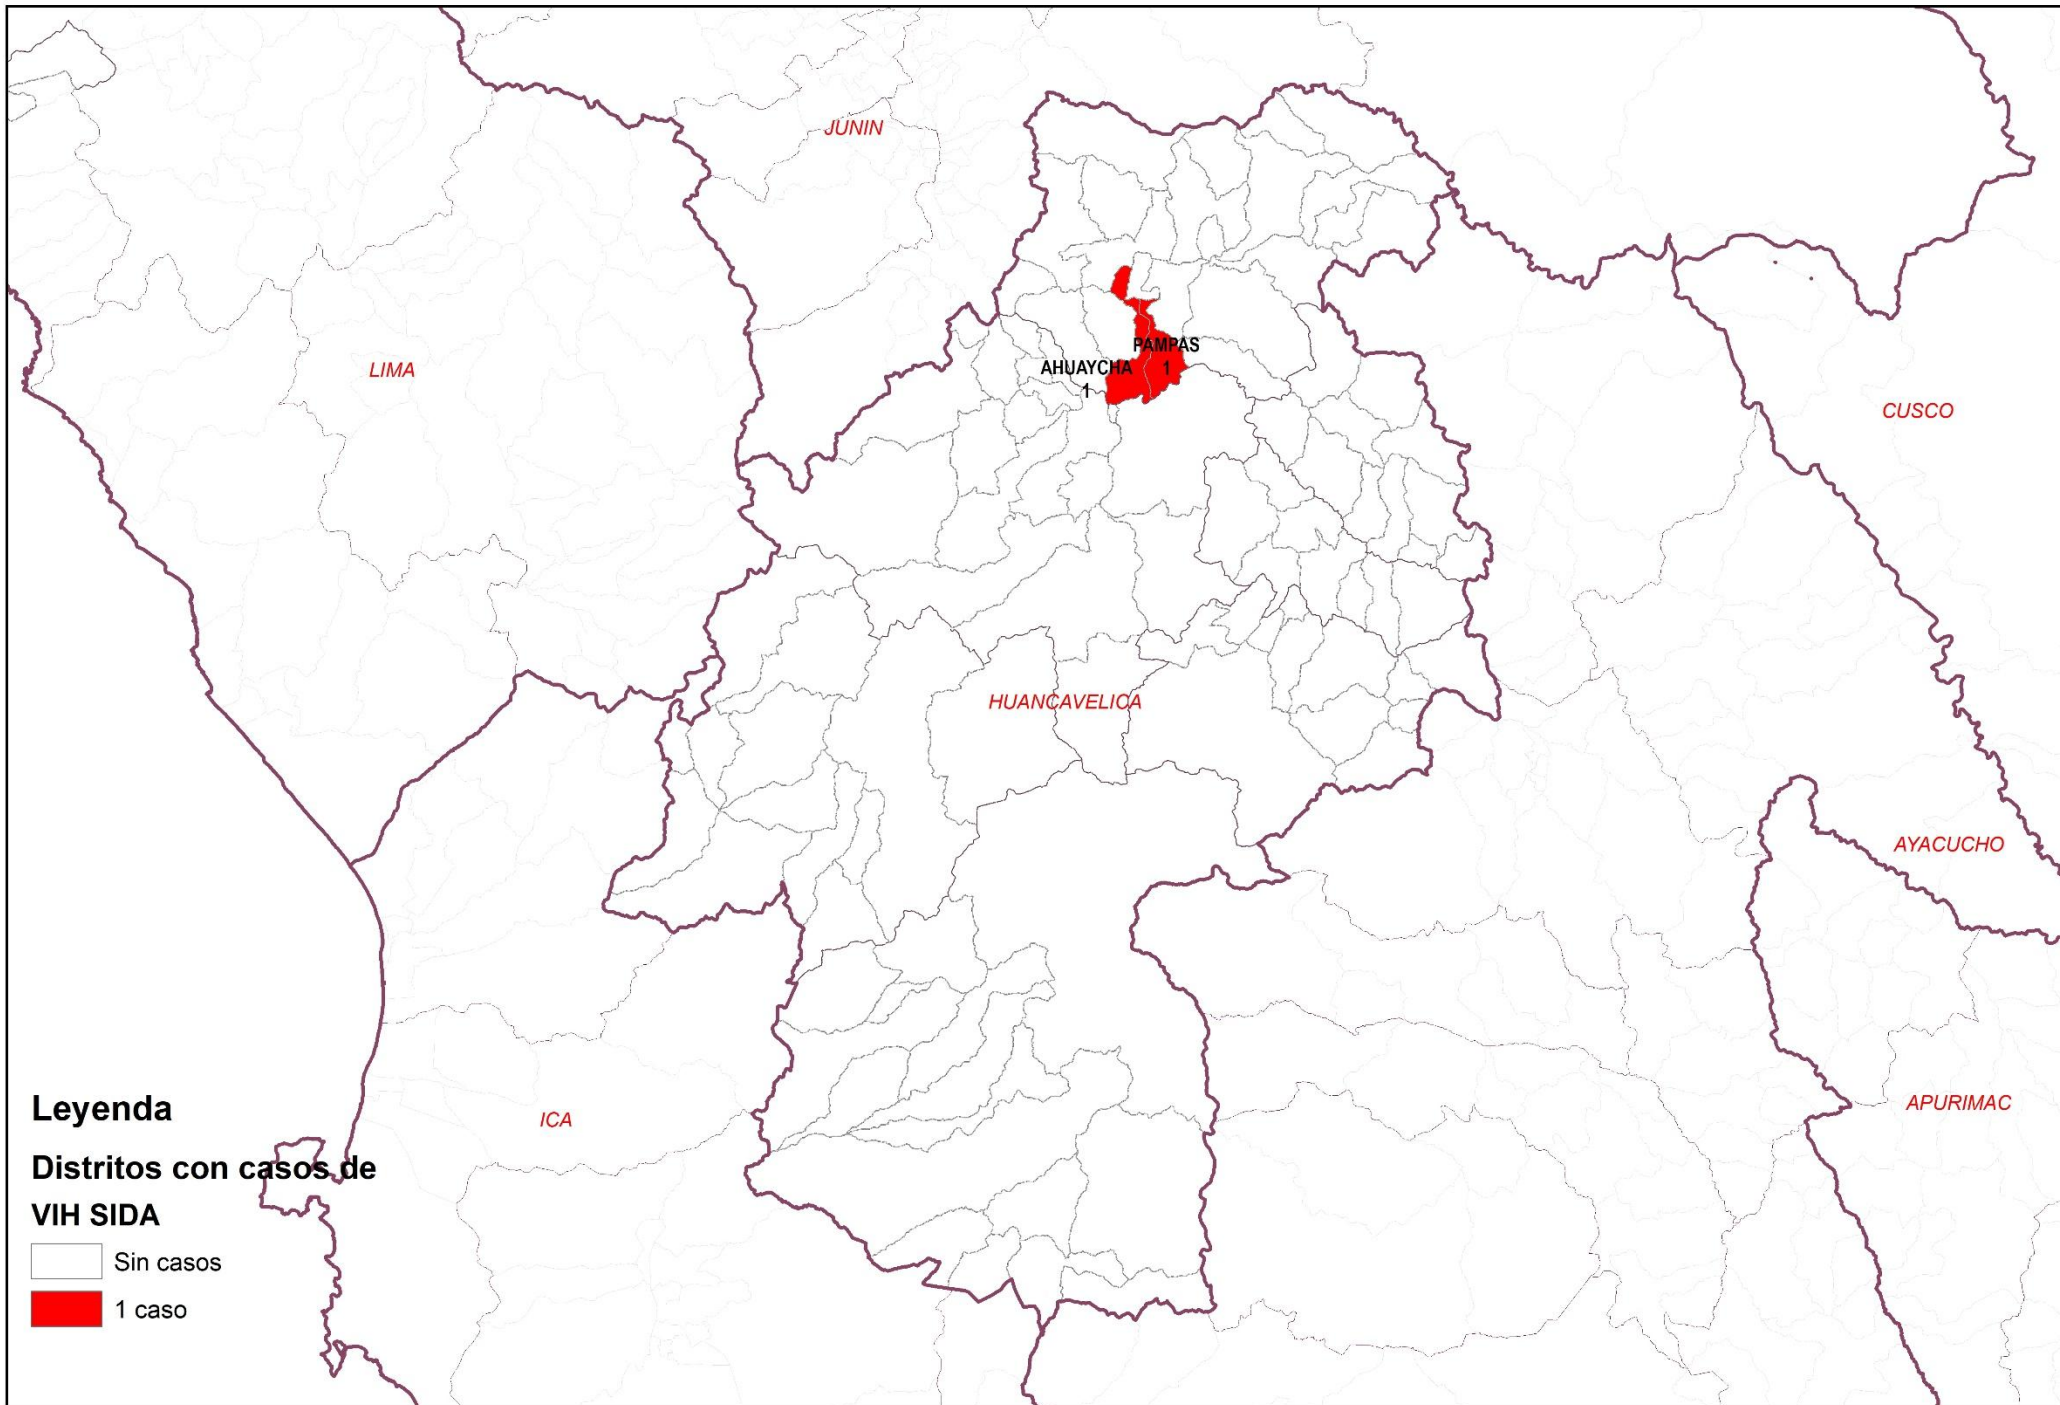 JUNIN
PAMPAS
1
AHUAYCHA
1
LIMA
CUSCO
HUANCAVELICA
AYACUCHO
ICA
APURIMAC
Leyenda
Distritos con casos de
VIH SIDA
Sin casos
1 caso